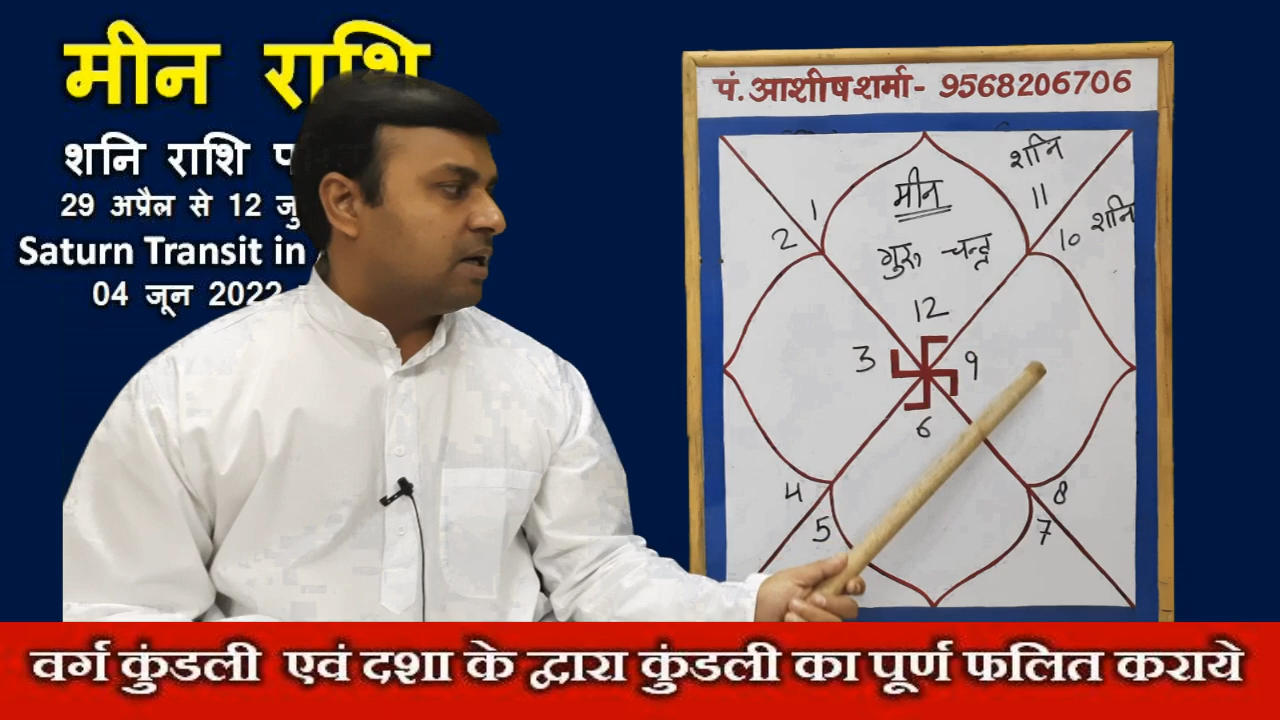 मीन राशि
शनि राशि
29 अप्रैल से 12
Saturn Transit in
04 जून 2022
पं. आशीष शर्मा- 9568206706
शनि
11
मीन
1
2
10 शनि
गुरु चन्द्र
12
3
9
6
4
8
5
7
वर्ग कुंडली एवं दशा के द्वारा कुंडली का पूर्ण फलित कराये